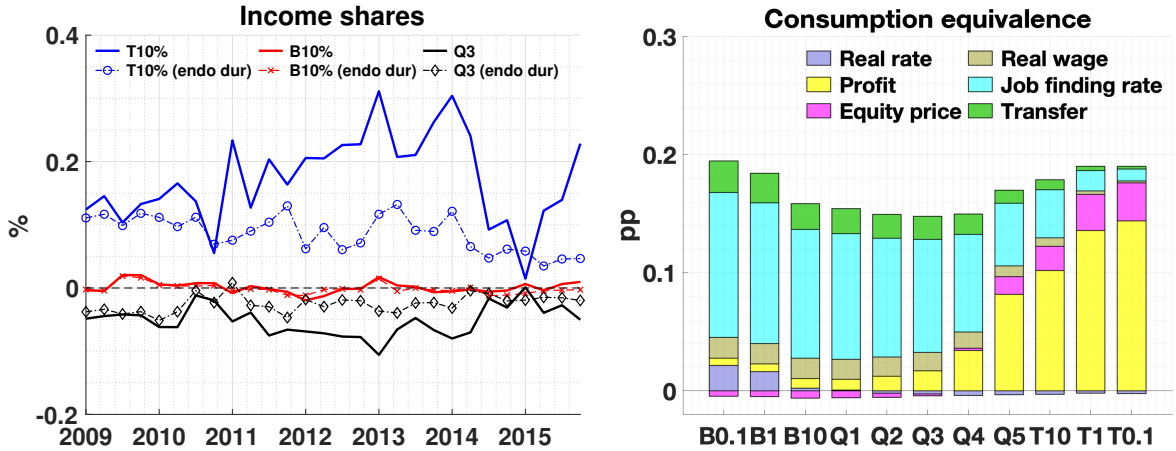 Income shares
%
0.4
0.2
0
-0.2
T10%
B10%
Q3
T10% (endo dur)
B10% (endo dur)
Q3 (endo dur)
2009 2010 2011 2012 2013 2014 2015
Consumption equivalence
pp
0.3
0.2
0.1
0
Real rate
Real wage
Profit
Job finding rate
Equity price
Transfer
B0.1 B1 B10 Q1 Q2 Q3 Q4 Q5 T10 T1 T0.1